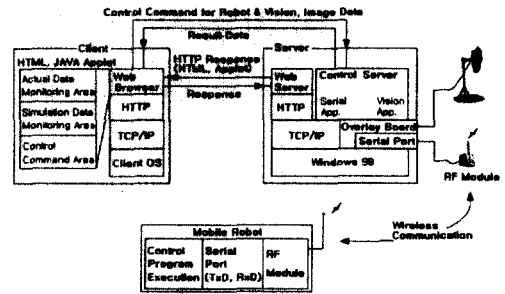 Control Command for Robot & Vision, Image Data
Result Data
Client
Server
HTML, JAVA Applet
HTTP Response
(HTML, Applet)
Response
Actual Data
Monitoring Area
Simulation Data
Monitoring Area
Control
Command Area
Web
Browser
HTTP
TCP/IP
Client OS
Web
Server
HTTP
TCP/IP
Control Server
Serial
App.
Vision
App.
Overlay Board
Serial Port
Windows 98
RF Module
Wireless
Communication
Mobile Robot
Control
Program
Execution
Serial
Port
(TxD, RxD)
RF
Module